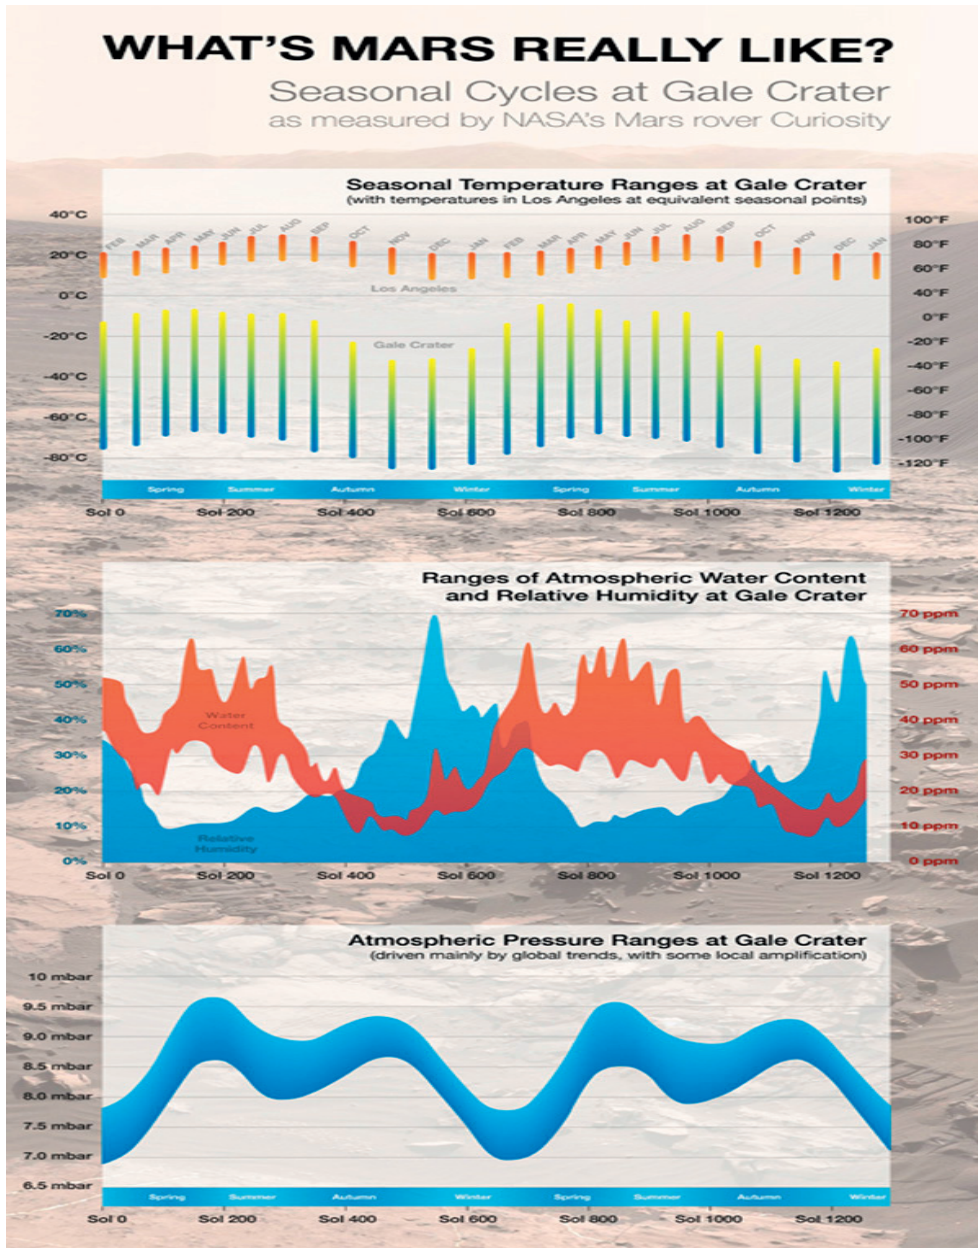 WHAT'S MARS REALLY LIKE?
Seasonal Cycles at Gale Crater
as measured by NASA's Mars rover Curiosity
Seasonal Temperature Ranges at Gale Crater
(with temperatures in Los Angeles at equivalent seasonal points)
40°C
20°C
0°C
-20°C
-40°C
-60°C
-80°C
100°F
80°F
60°F
40°F
0°F
-20°F
-40°F
-60°F
-80°F
-100°F
-120°F
FEB MAR APR MAY JUN JUL AUG SEP OCT NOV DEC JAN FEB MAR APR MAY JUN JUL AUG SEP OCT NOV DEC JAN
Los Angeles
Gale Crater
Spring Summer Autumn Winter Spring Summer Autumn Winter
Sol 0 Sol 200 Sol 400 Sol 600 Sol 800 Sol 1000 Sol 1200
Ranges of Atmospheric Water Content
and Relative Humidity at Gale Crater
70%
60%
50%
40%
30%
20%
10%
0%
70 ppm
60 ppm
50 ppm
40 ppm
30 ppm
20 ppm
10 ppm
0 ppm
Water
Content
Relative
Humidity
Sol 0 Sol 200 Sol 400 Sol 600 Sol 800 Sol 1000 Sol 1200
Atmospheric Pressure Ranges at Gale Crater
(driven mainly by global trends, with some local amplification)
10 mbar
9.5 mbar
9.0 mbar
8.5 mbar
8.0 mbar
7.5 mbar
7.0 mbar
6.5 mbar
Spring Summer Autumn Winter Spring Summer Autumn Winter
Sol 0 Sol 200 Sol 400 Sol 600 Sol 800 Sol 1000 Sol 1200